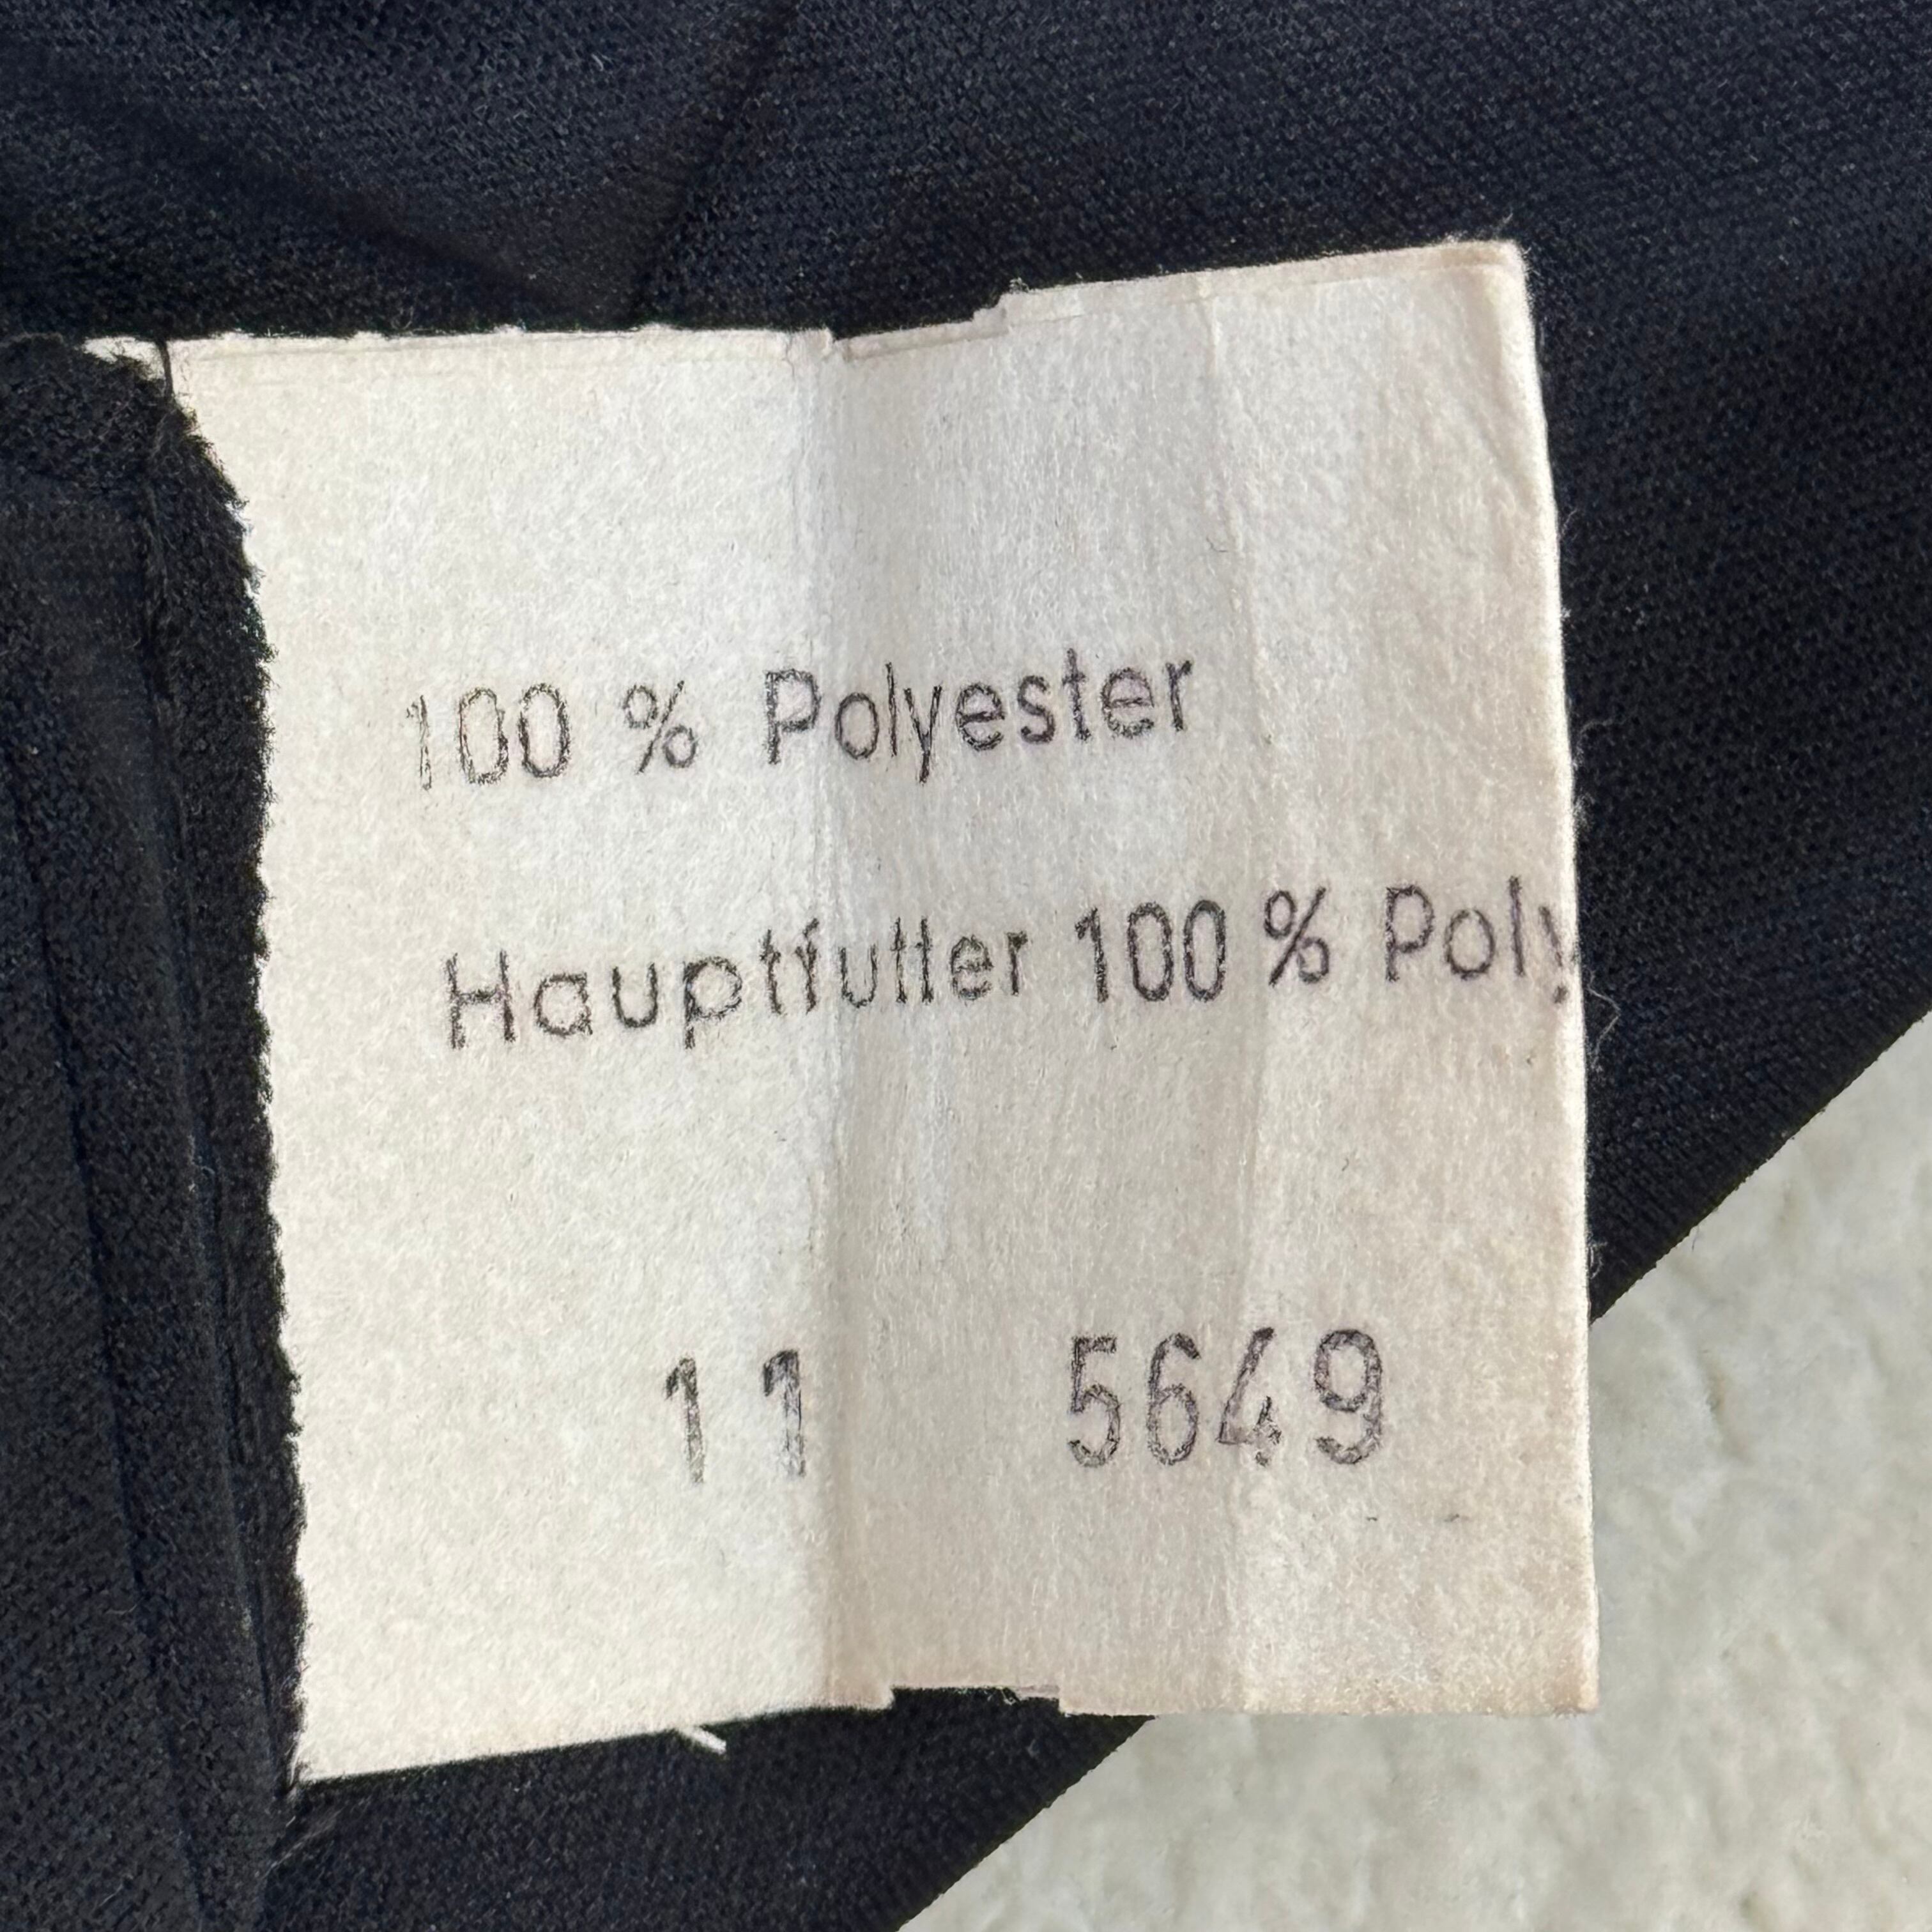 100 % Polyester
Hauptfutter 100 % Poly
11 5649